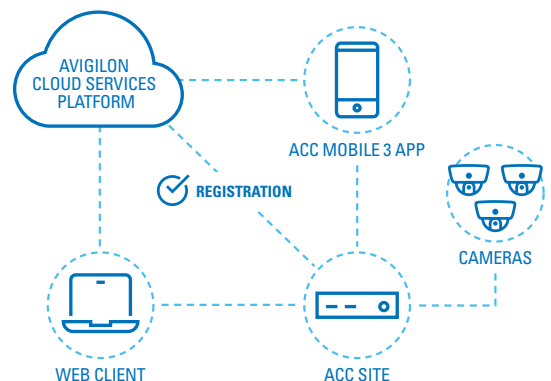 AVIGILON
CLOUD SERVICES
PLATFORM
ACC MOBILE 3 APP
REGISTRATION
CAMERAS
WEB CLIENT
ACC SITE